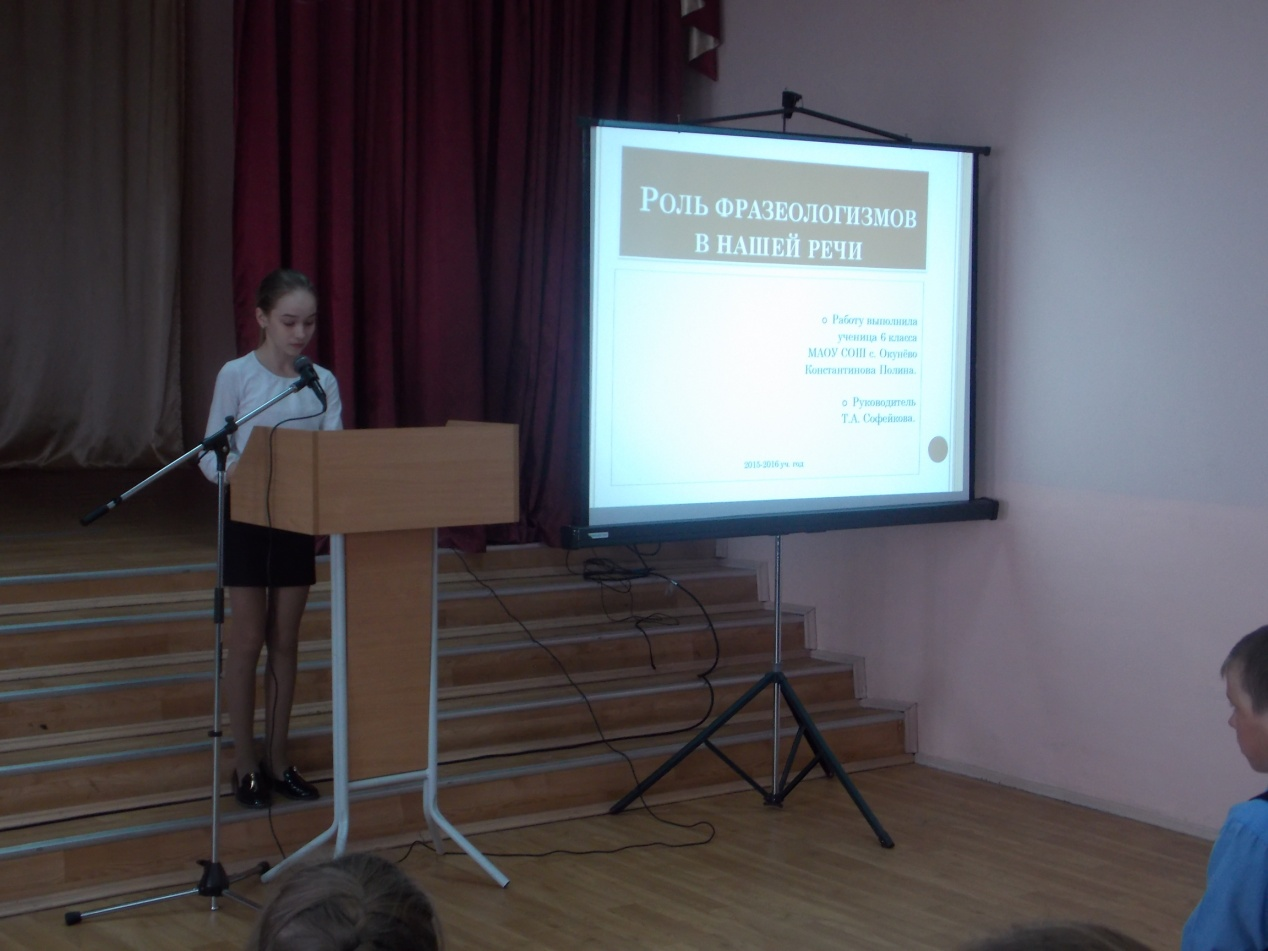 Роль фразеологизмов
в нашей речи
Работу выполнила
ученица 6 класса
МАОУ СОШ с. Окунёво
Константинова Полина.
Руководитель
Т.А. Софейкова.
2015-2016 уч. год